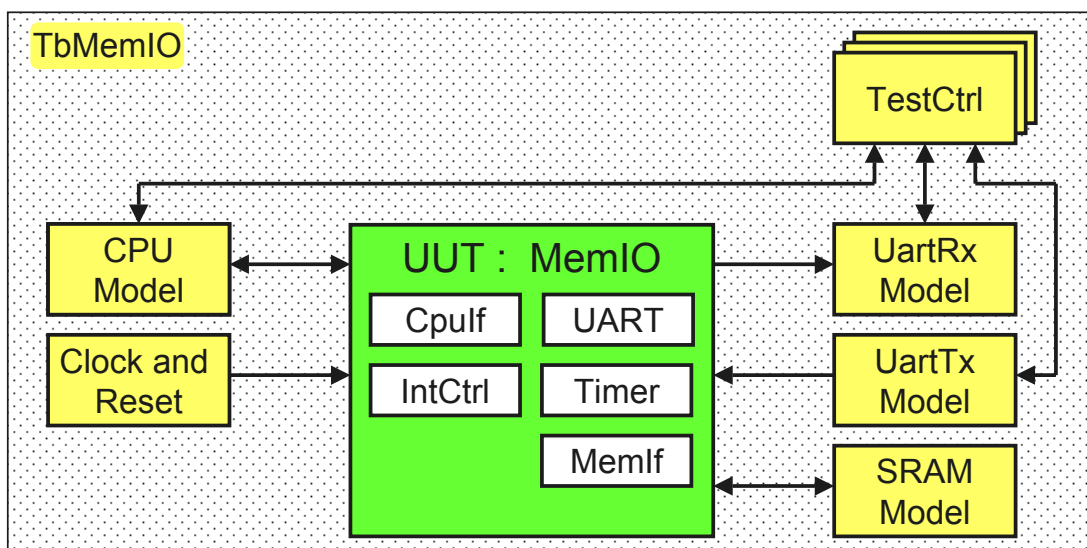 TbMemIO
TestCtrl
CPU
Model
UUT : MemIO
UartRx
Model
CpuIf
UART
Clock and
Reset
IntCtrl
Timer
UartTx
Model
MemIf
SRAM
Model